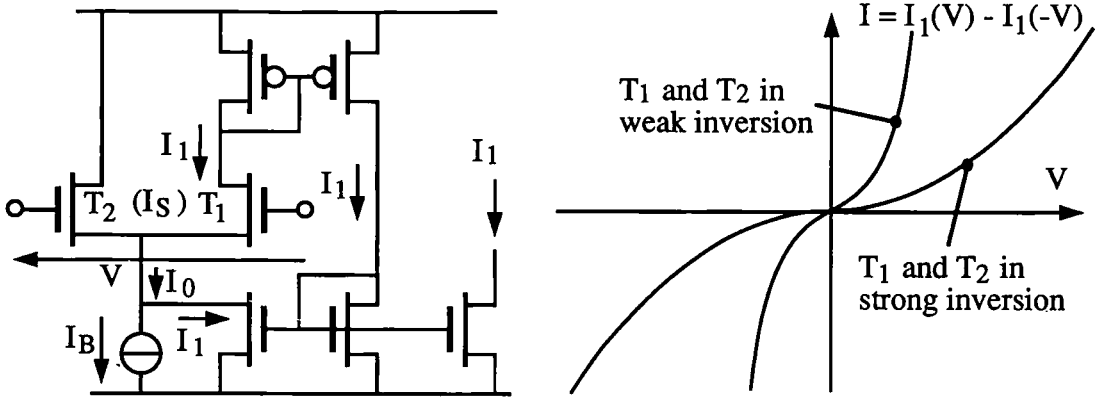 I₁
T₂ (Iₛ) T₁
I₁
I₁
V
I₀
I_B
I₁
I = I₁(V) - I₁(-V)
T₁ and T₂ in
weak inversion
V
T₁ and T₂ in
strong inversion